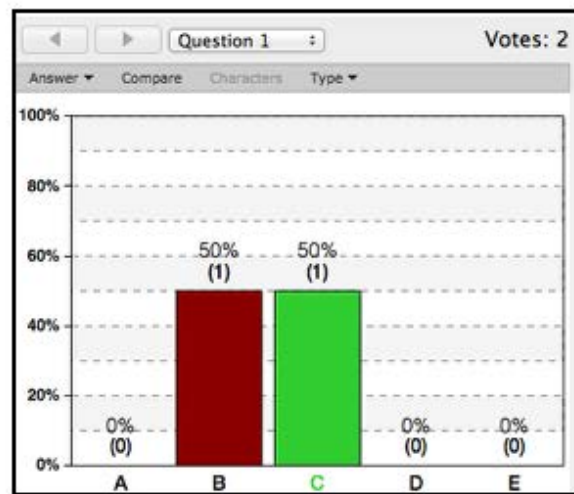 Question 1 Votes: 2
Answer Compare Characters Type
100%
80%
60%
50% 50%
(1) (1)
40%
20%
0% 0% 0%
(0) (0) (0)
0%
A B C D E